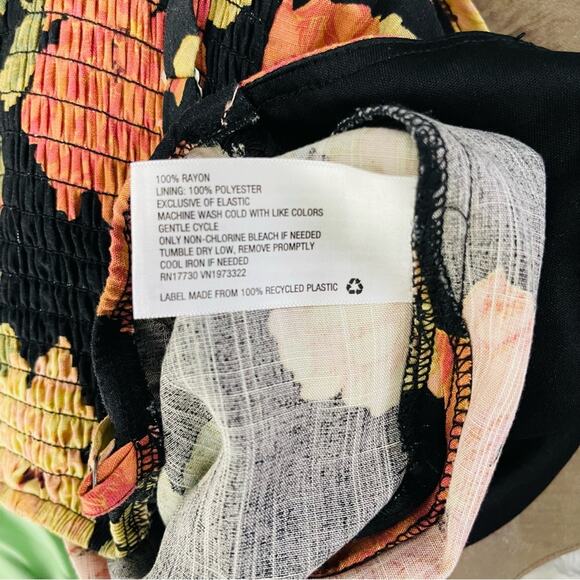 100% RAYON
LINING: 100% POLYESTER
EXCLUSIVE OF ELASTIC
MACHINE WASH COLD WITH LIKE COLORS
GENTLE CYCLE
ONLY NON-CHLORINE BLEACH IF NEEDED
TUMBLE DRY LOW, REMOVE PROMPTLY
COOL IRON IF NEEDED
RN17730 VN1973322
LABEL MADE FROM 100% RECYCLED PLASTIC